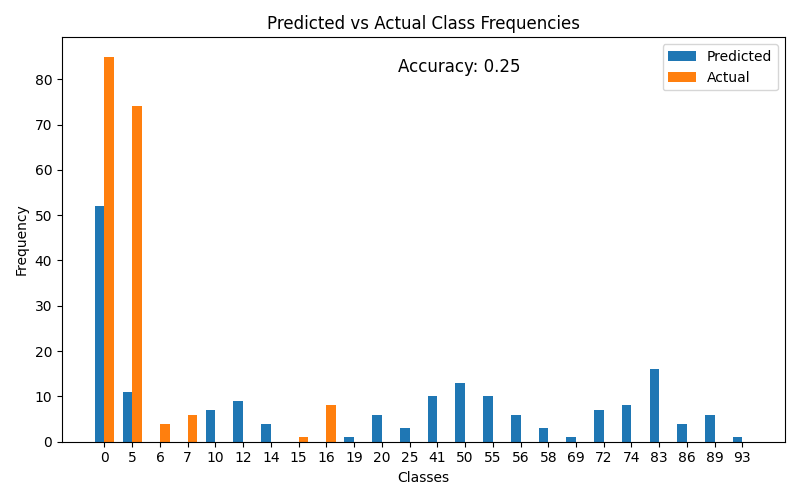 Predicted vs Actual Class Frequencies
Accuracy: 0.25
Predicted
Actual
Frequency
80
70
60
50
40
30
20
10
0
0 5 6 7 10 12 14 15 16 19 20 25 41 50 55 56 58 69 72 74 83 86 89 93
Classes